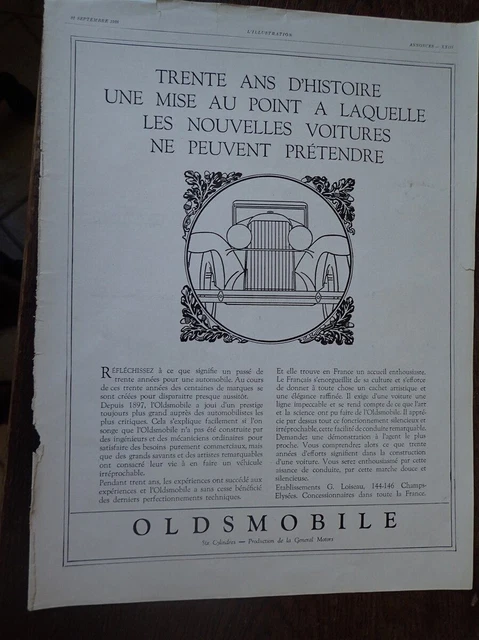 SEPTEMBRE
L'ILLUSTRATION
ANNONCES —
TRENTE ANS D'HISTOIRE
UNE MISE AU POINT A LAQUELLE
LES NOUVELLES VOITURES
NE PEUVENT PRÉTENDRE
RÉFLÉCHISSEZ à ce que signifie un passé de
trente années pour une automobile. Au cours
de ces trente années des centaines de marques se
sont créées pour disparaître presque aussitôt.
Depuis 1897, l'Oldsmobile a joui d'un prestige
toujours plus grand auprès des automobilistes les
plus critiques. Cela s'explique facilement si l'on
songe que l'Oldsmobile n'a pas été construite par
des ingénieurs et des mécaniciens ordinaires pour
satisfaire des besoins purement commerciaux, mais
que des grands savants et des artistes remarquables
ont consacré leur vie à en faire un véhicule
irréprochable.
Pendant trente ans, les expériences ont succédé aux
expériences et l'Oldsmobile a sans cesse bénéficié
des derniers perfectionnements techniques.
Et elle trouve en France un accueil enthousiaste.
Le Français s'enorgueillit de sa culture et s'efforce
de donner à toute chose un cachet artistique et
une élégance raffinée. Il exige d'une voiture une
ligne impeccable et se rend compte de ce que l'art
et la science ont pu faire de l'Oldsmobile. Il appré-
cie par dessus tout ce fonctionnement silencieux et
irréprochable, cette facilité de conduite remarquable.
Demandez une démonstration à l'agent le plus
proche. Vous comprendrez alors ce que trente
années d'efforts signifient dans la construction
d'une voiture. Vous serez enthousiasmé par cette
aisance de conduite, par cette marche douce et
silencieuse.
Etablissements G. Loiseau, 144-146 Champs-
Elysées. Concessionnaires dans toute la France.
OLDSMOBILE
Six Cylindres — Production de la General Motors